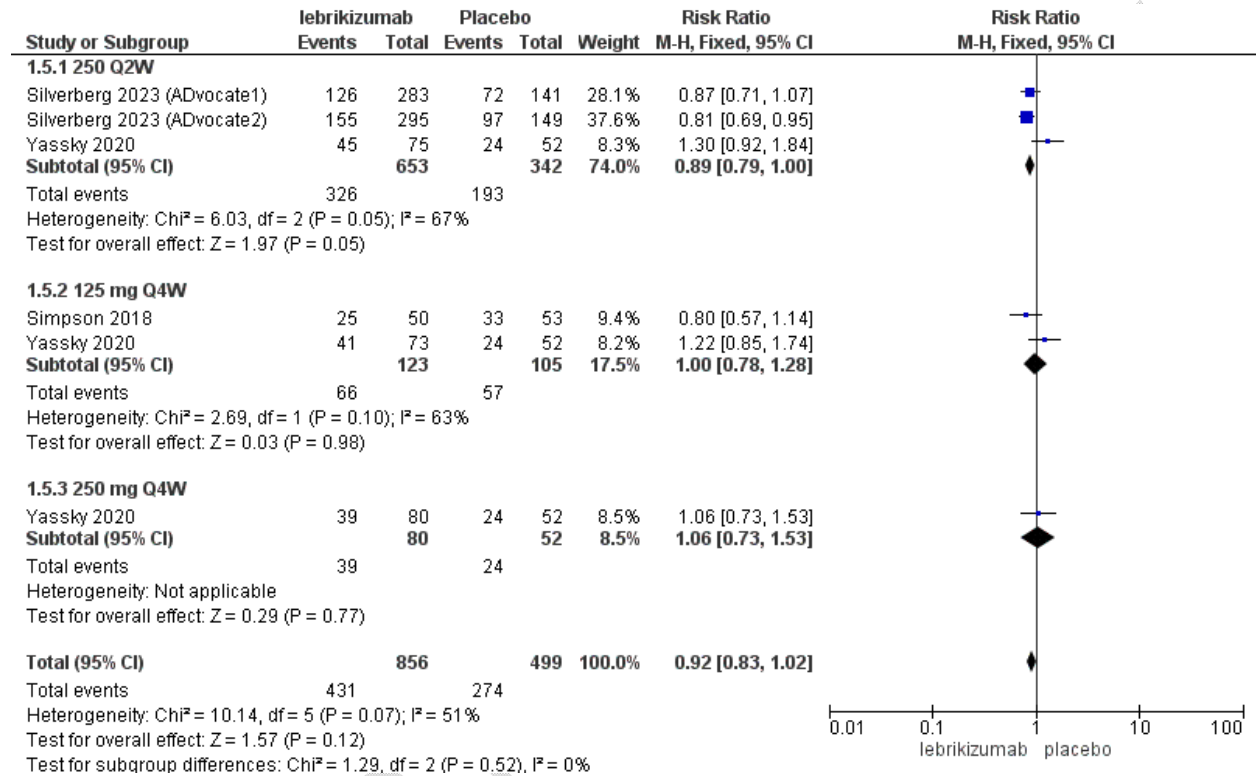 lebrikizumab Placebo Risk Ratio Risk Ratio
Study or Subgroup Events Total Events Total Weight M-H, Fixed, 95% CI M-H, Fixed, 95% CI
1.5.1 250 Q2W
Silverberg 2023 (ADvocate1) 126 283 72 141 28.1% 0.87 [0.71, 1.07]
Silverberg 2023 (ADvocate2) 155 295 97 149 37.6% 0.81 [0.69, 0.95]
Yassky 2020 45 75 24 52 8.3% 1.30 [0.92, 1.84]
Subtotal (95% CI) 653 342 74.0% 0.89 [0.79, 1.00]
Total events 326 193
Heterogeneity: Chi² = 6.03, df = 2 (P = 0.05); I² = 67%
Test for overall effect: Z = 1.97 (P = 0.05)
1.5.2 125 mg Q4W
Simpson 2018 25 50 33 53 9.4% 0.80 [0.57, 1.14]
Yassky 2020 41 73 24 52 8.2% 1.22 [0.85, 1.74]
Subtotal (95% CI) 123 105 17.5% 1.00 [0.78, 1.28]
Total events 66 57
Heterogeneity: Chi² = 2.69, df = 1 (P = 0.10); I² = 63%
Test for overall effect: Z = 0.03 (P = 0.98)
1.5.3 250 mg Q4W
Yassky 2020 39 80 24 52 8.5% 1.06 [0.73, 1.53]
Subtotal (95% CI) 80 52 8.5% 1.06 [0.73, 1.53]
Total events 39 24
Heterogeneity: Not applicable
Test for overall effect: Z = 0.29 (P = 0.77)
Total (95% CI) 856 499 100.0% 0.92 [0.83, 1.02]
Total events 431 274
Heterogeneity: Chi² = 10.14, df = 5 (P = 0.07); I² = 51%
Test for overall effect: Z = 1.57 (P = 0.12)
Test for subgroup differences: Chi² = 1.29, df = 2 (P = 0.52), I² = 0%
0.01 0.1 1 10 100
lebrikizumab placebo